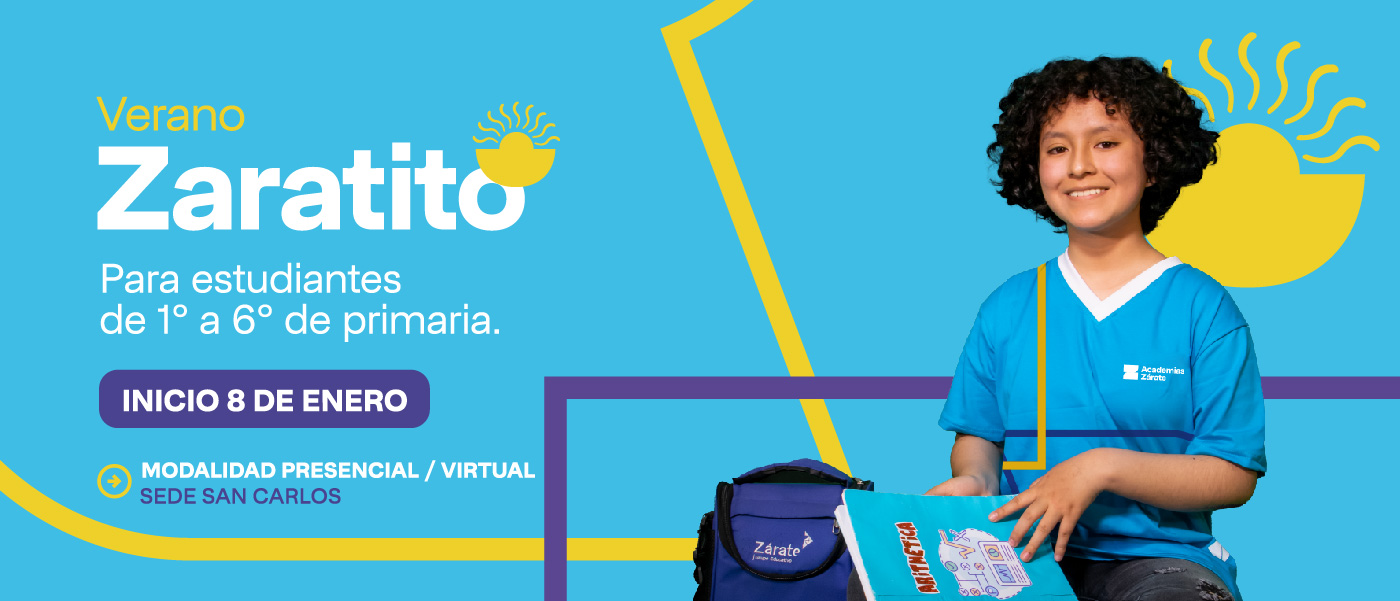 Verano
Zaratito
Para estudiantes
de 1° a 6° de primaria.
INICIO 8 DE ENERO
MODALIDAD PRESENCIAL / VIRTUAL
SEDE SAN CARLOS
Academias
Zárate
Zárate
ARITMÉTICA